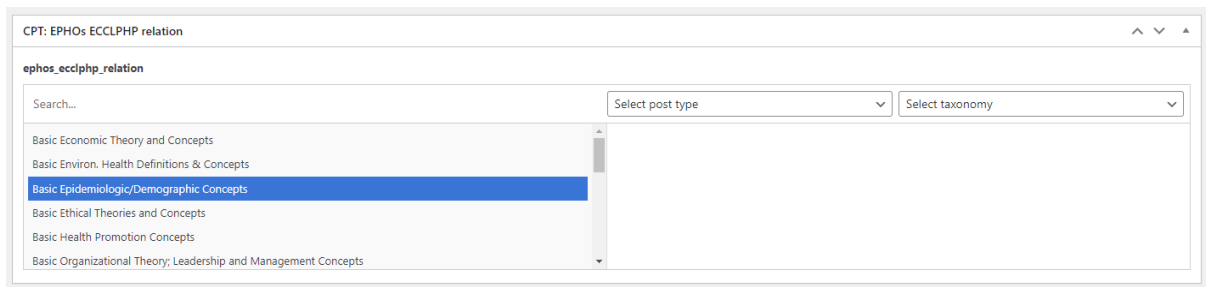 CPT: EPHOs ECCLPHP relation
ephos_ecclphp_relation
Search...
Select post type
Select taxonomy
Basic Economic Theory and Concepts
Basic Environ. Health Definitions & Concepts
Basic Epidemiologic/Demographic Concepts
Basic Ethical Theories and Concepts
Basic Health Promotion Concepts
Basic Organizational Theory; Leadership and Management Concepts